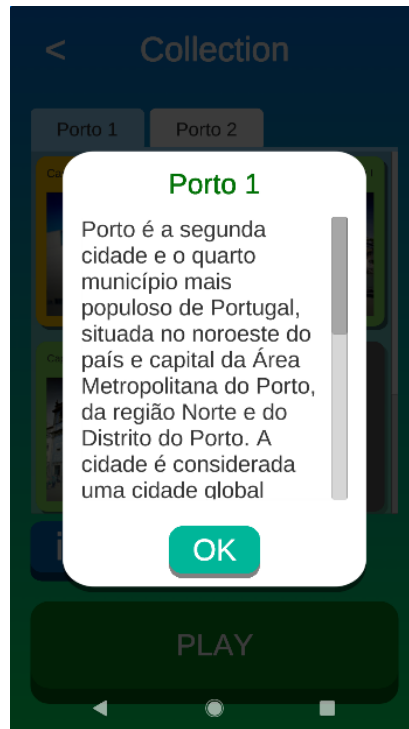 < Collection
Porto 1 Porto 2
Porto 1
Porto é a segunda
cidade e o quarto
município mais
populoso de Portugal,
situada no noroeste do
país e capital da Área
Metropolitana do Porto,
da região Norte e do
Distrito do Porto. A
cidade é considerada
uma cidade global
OK
PLAY